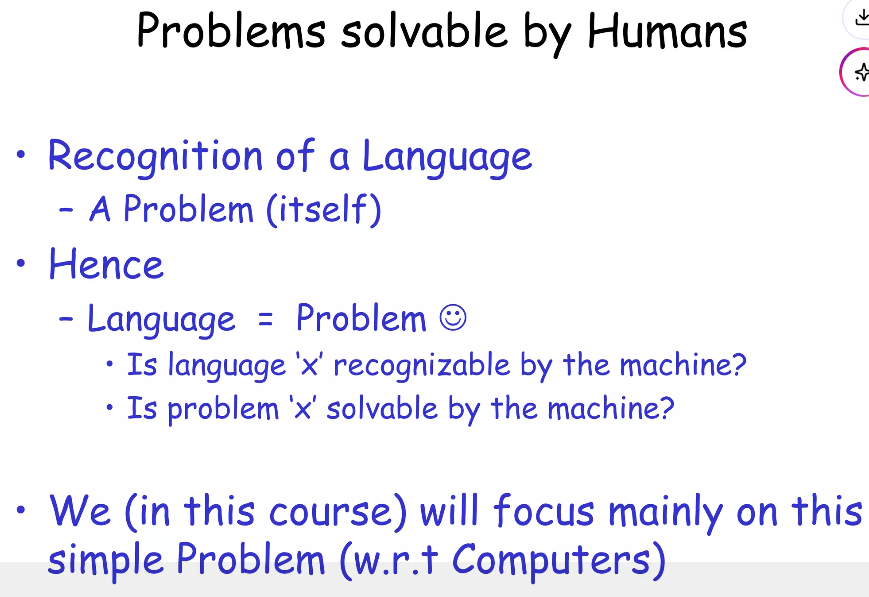 Problems solvable by Humans
• Recognition of a Language
– A Problem (itself)
• Hence
– Language = Problem ☺
• Is language ‘x’ recognizable by the machine?
• Is problem ‘x’ solvable by the machine?
• We (in this course) will focus mainly on this
simple Problem (w.r.t Computers)